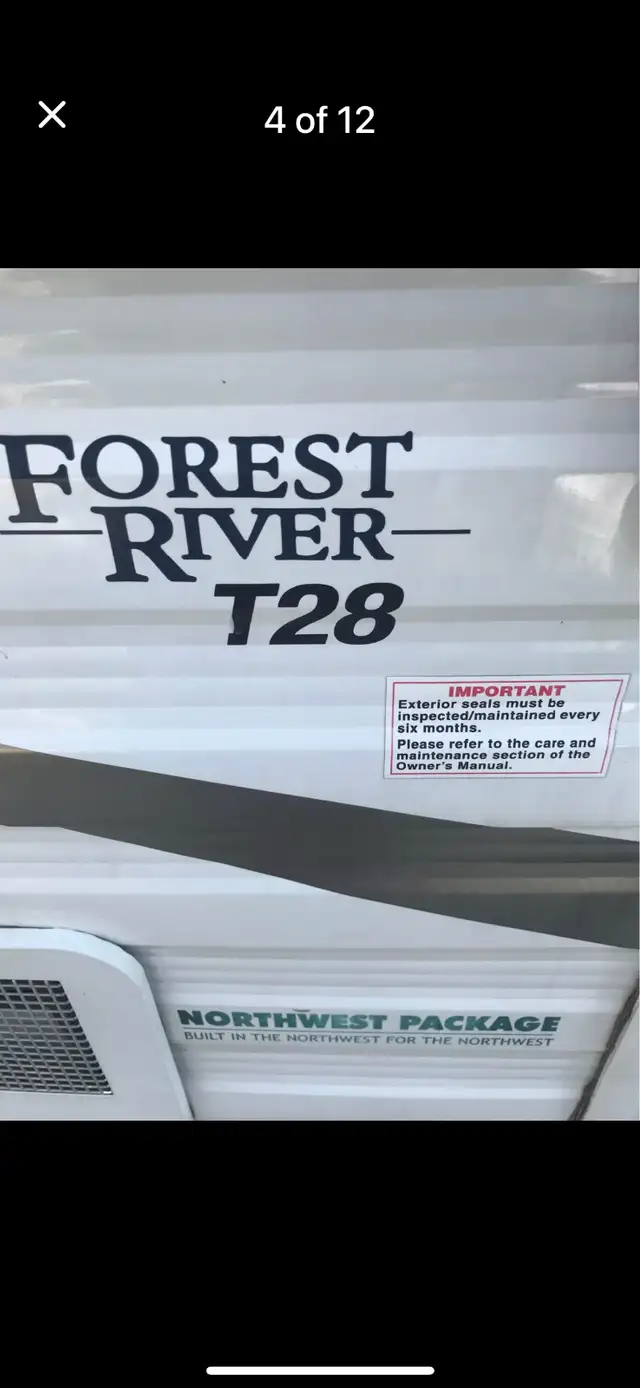 4 of 12
FOREST
RIVER
T28
IMPORTANT
Exterior seals must be
inspected/maintained every
six months.
Please refer to the care and
maintenance section of the
Owner's Manual.
NORTHWEST PACKAGE
BUILT IN THE NORTHWEST FOR THE NORTHWEST